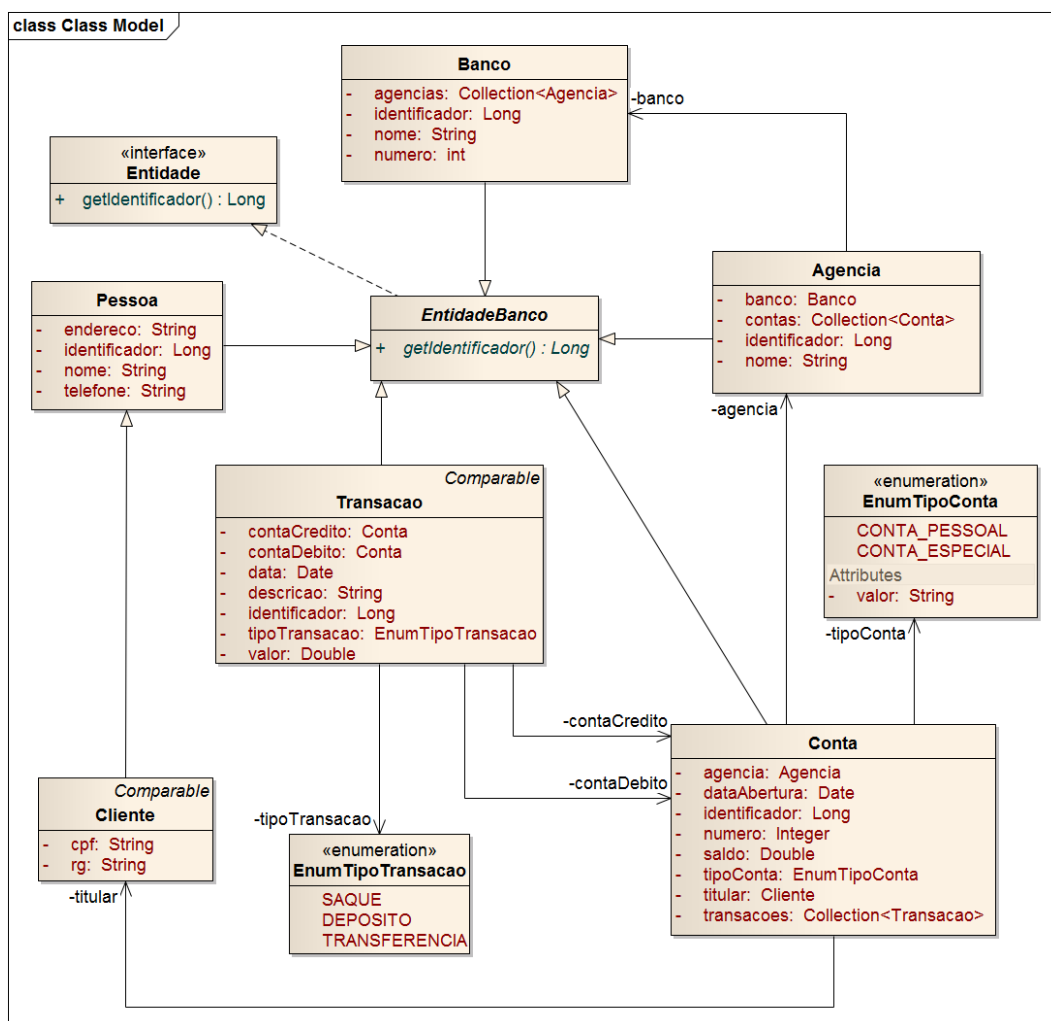 class Class Model
Banco
- agencias: Collection<Agencia>
- identificador: Long
- nome: String
- numero: int
-banco
«interface»
Entidade
+ getIdentificador() : Long
Agencia
- banco: Banco
- contas: Collection<Conta>
- identificador: Long
- nome: String
Pessoa
- endereco: String
- identificador: Long
- nome: String
- telefone: String
EntidadeBanco
+ getIdentificador() : Long
-agencia
Comparable
Transacao
- contaCredito: Conta
- contaDebito: Conta
- data: Date
- descricao: String
- identificador: Long
- tipoTransacao: EnumTipoTransacao
- valor: Double
«enumeration»
EnumTipoConta
CONTA_PESSOAL
CONTA_ESPECIAL
Attributes
- valor: String
-tipoConta
-contaCredito
-contaDebito
Conta
- agencia: Agencia
- dataAbertura: Date
- identificador: Long
- numero: Integer
- saldo: Double
- tipoConta: EnumTipoConta
- titular: Cliente
- transacoes: Collection<Transacao>
Comparable
Cliente
- cpf: String
- rg: String
-titular
-tipoTransacao
«enumeration»
EnumTipoTransacao
SAQUE
DEPOSITO
TRANSFERENCIA